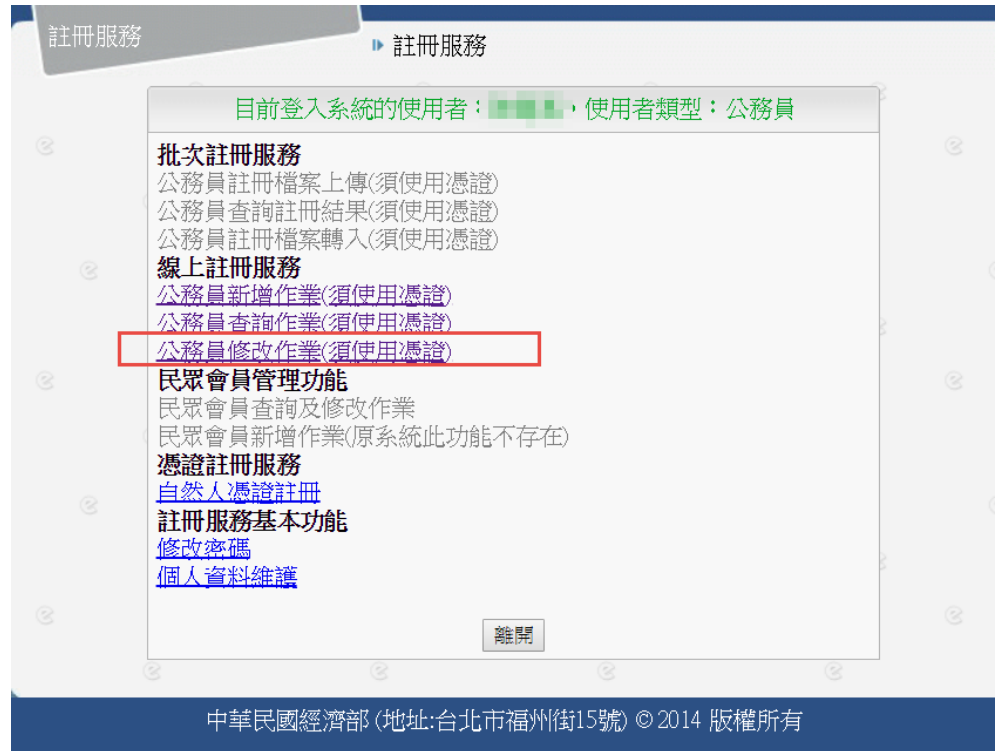 註冊服務
註冊服務
目前登入系統的使用者： ，使用者類型：公務員
批次註冊服務
公務員註冊檔案上傳(須使用憑證)
公務員查詢註冊結果(須使用憑證)
公務員註冊檔案轉入(須使用憑證)
線上註冊服務
公務員新增作業(須使用憑證)
公務員查詢作業(須使用憑證)
公務員修改作業(須使用憑證)
民眾會員管理功能
民眾會員查詢及修改作業
民眾會員新增作業(原系統此功能不存在)
憑證註冊服務
自然人憑證註冊
註冊服務基本功能
修改密碼
個人資料維護
離開
中華民國經濟部 (地址:台北市福州街15號) © 2014 版權所有